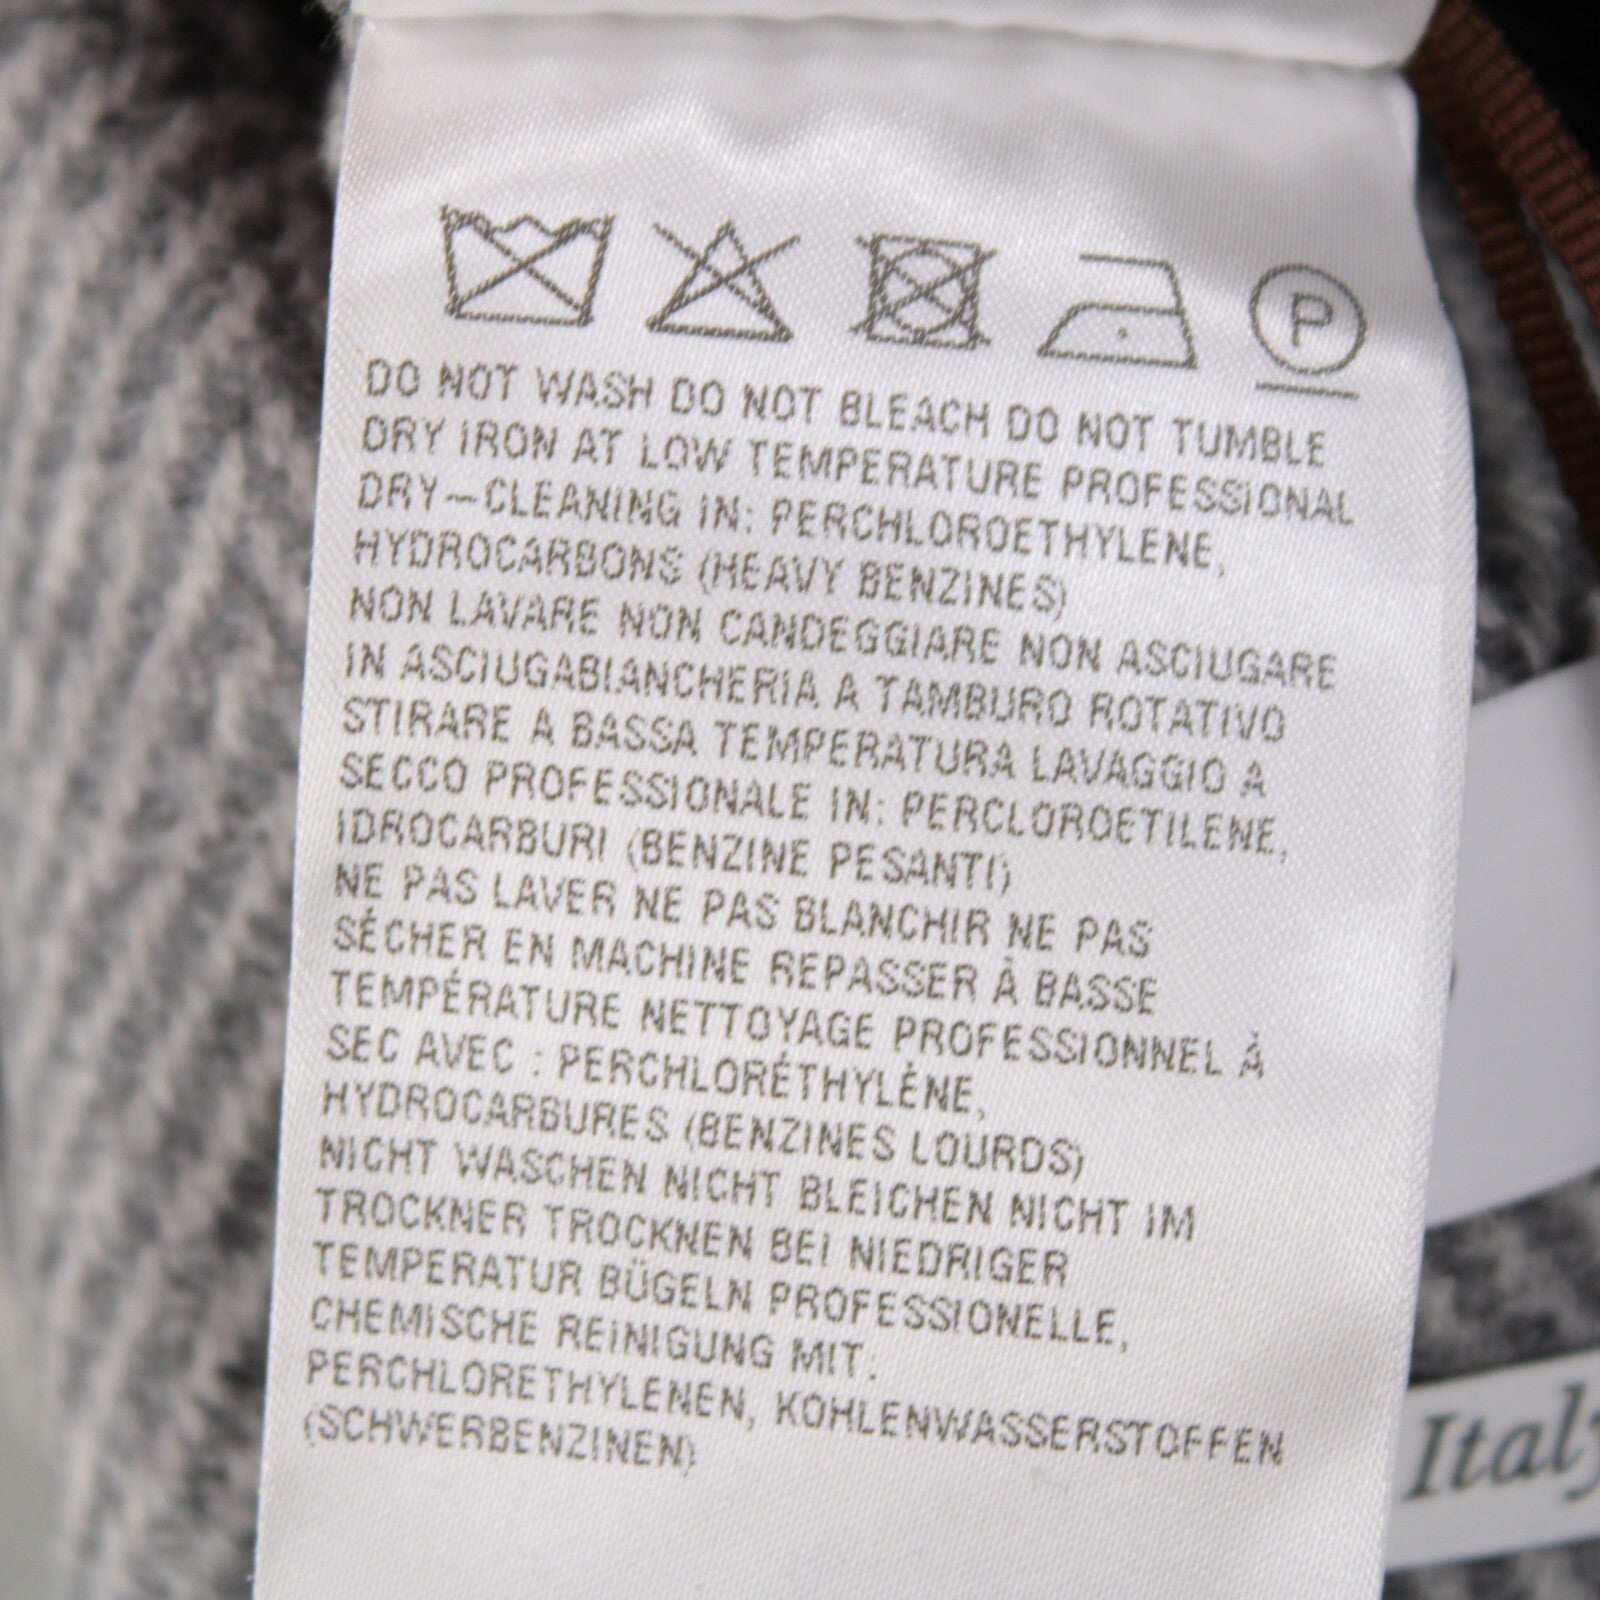 P
DO NOT WASH DO NOT BLEACH DO NOT TUMBLE
DRY IRON AT LOW TEMPERATURE PROFESSIONAL
DRY-CLEANING IN: PERCHLOROETHYLENE,
HYDROCARBONS (HEAVY BENZINES)
NON LAVARE NON CANDEGGIARE NON ASCIUGARE
IN ASCIUGABIANCHERIA A TAMBURO ROTATIVO
STIRARE A BASSA TEMPERATURA LAVAGGIO A
SECCO PROFESSIONALE IN: PERCLOROETILENE,
IDROCARBURI (BENZINE PESANTI)
NE PAS LAVER NE PAS BLANCHIR NE PAS
SÉCHER EN MACHINE REPASSER À BASSE
TEMPÉRATURE NETTOYAGE PROFESSIONNEL À
SEC AVEC : PERCHLORÉTHYLÈNE,
HYDROCARBURES (BENZINES LOURDS)
NICHT WASCHEN NICHT BLEICHEN NICHT IM
TROCKNER TROCKNEN BEI NIEDRIGER
TEMPERATUR BÜGELN PROFESSIONELLE,
CHEMISCHE REINIGUNG MIT:
PERCHLORETHYLENEN, KOHLENWASSERSTOFFEN
(SCHWERBENZINEN)
Italy